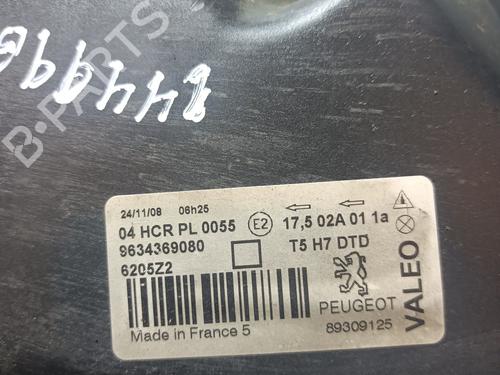 B-PARTS
24/11/08 06h25
04 HCR PL 0055 E2 17,5 02A 01 1a
9634369080 T5 H7 DTD
6205Z2
PEUGEOT
VALEO
Made in France 5 89309125